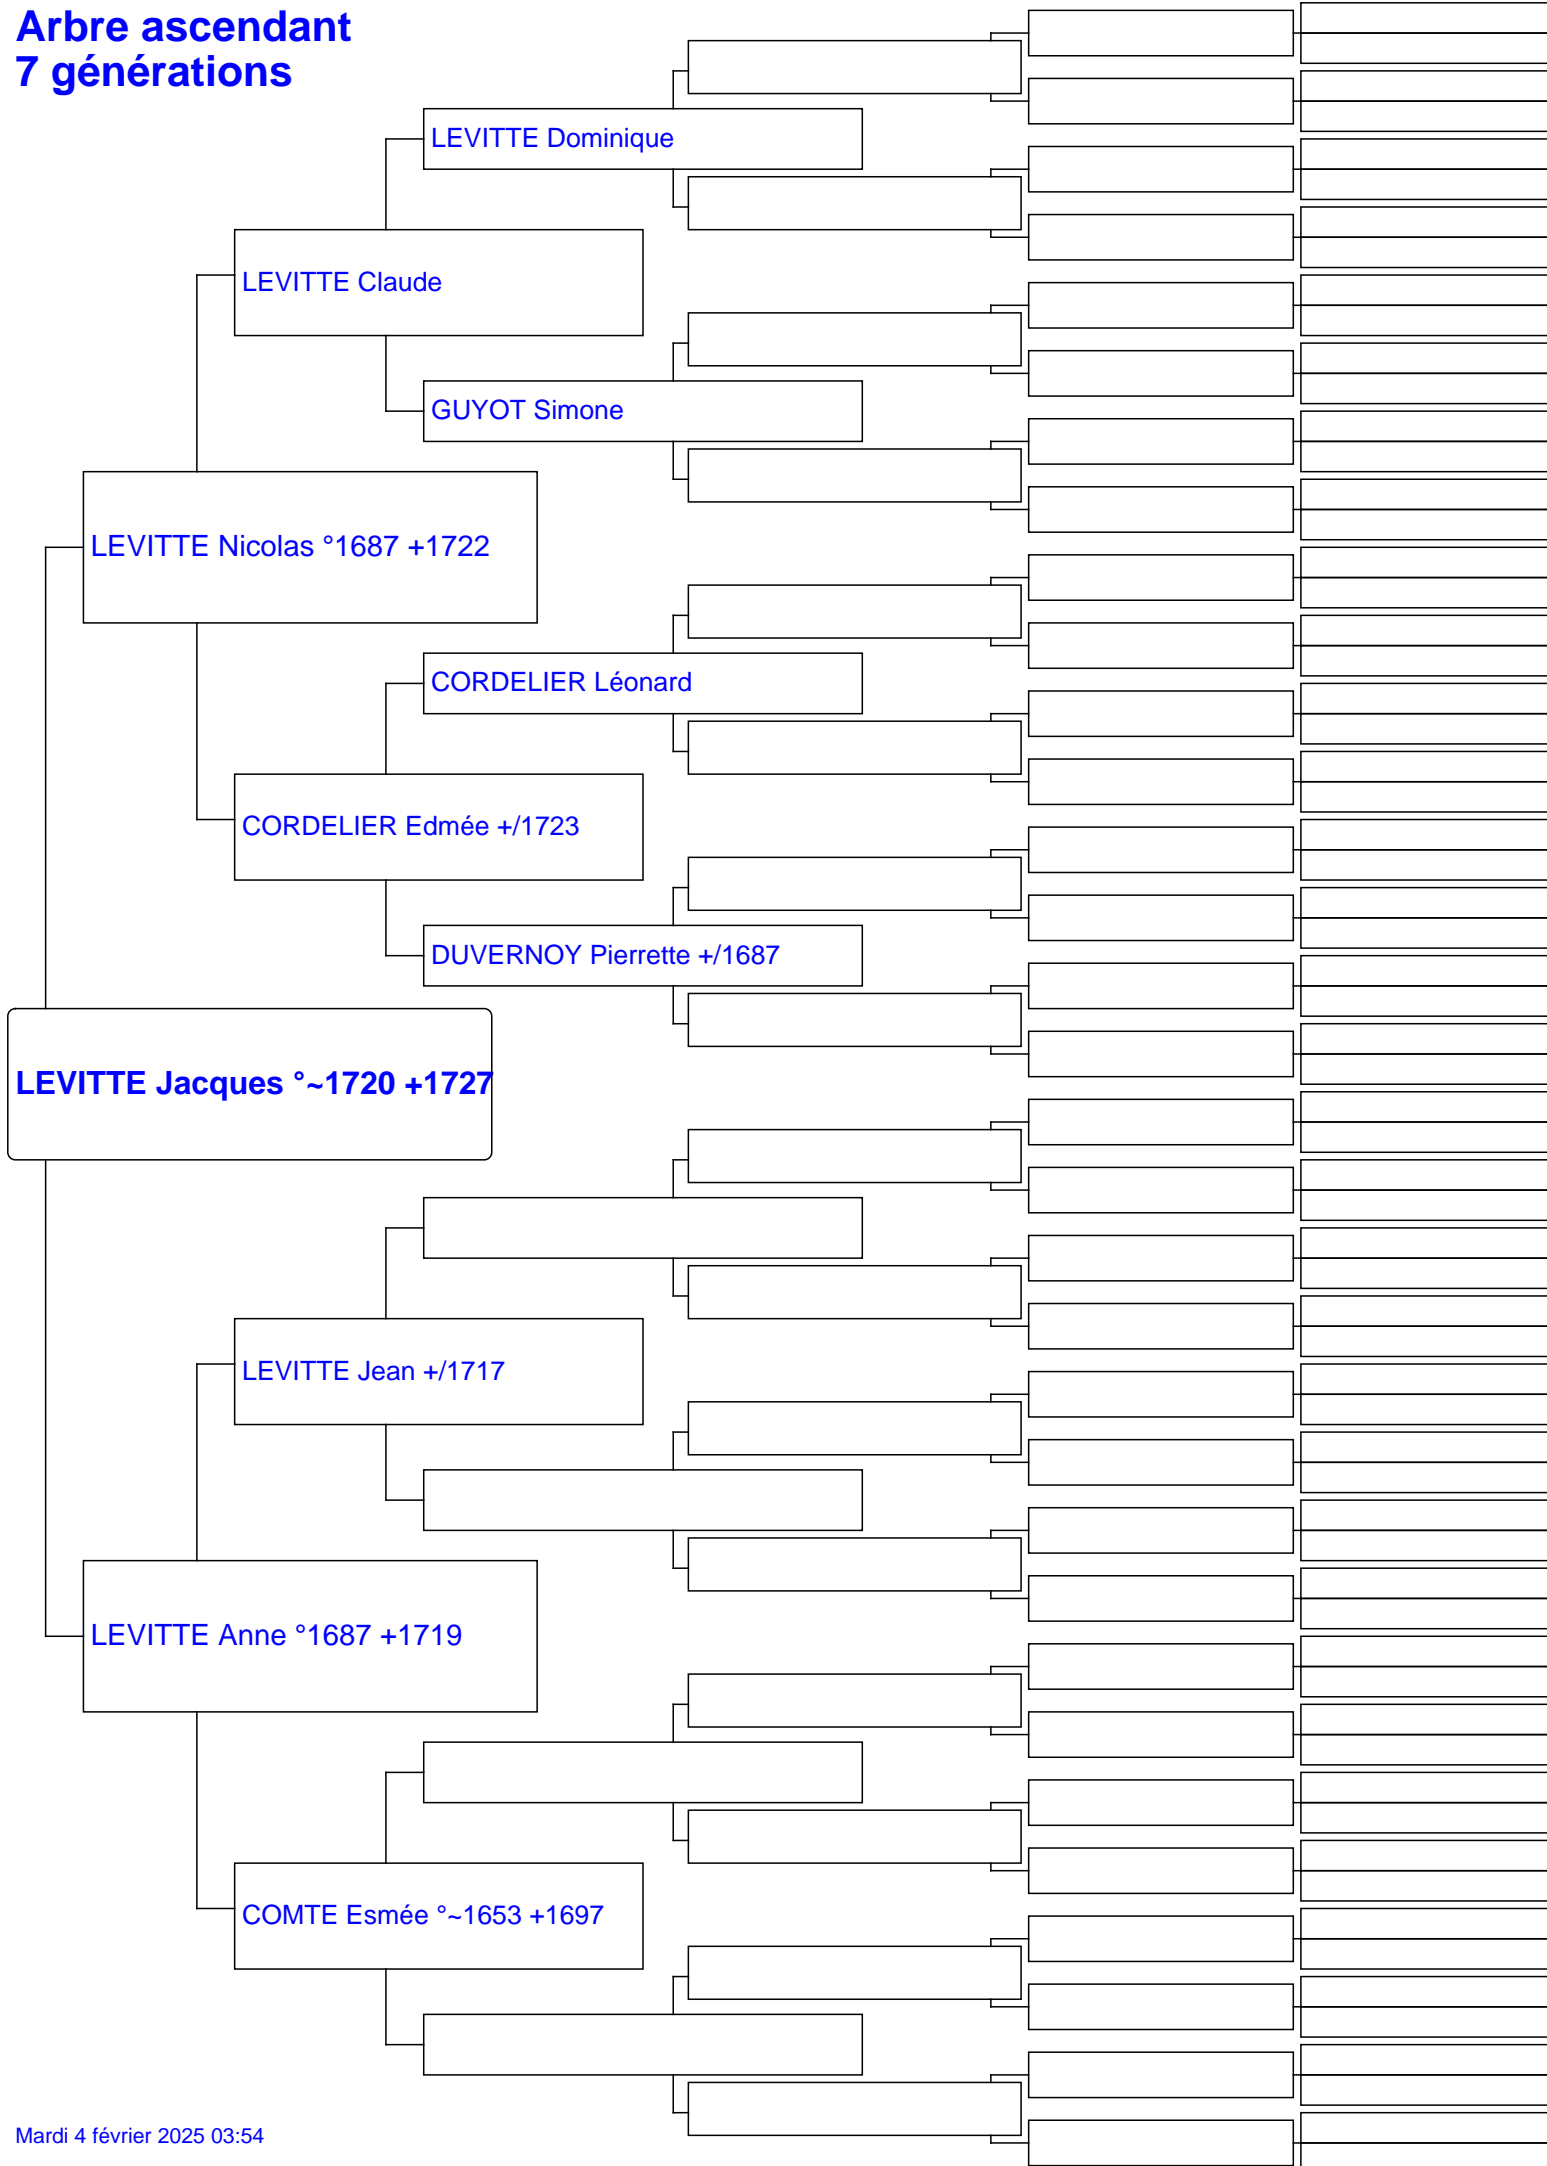 Arbre ascendant
7 générations
LEVITTE Dominique
LEVITTE Claude
GUYOT Simone
LEVITTE Nicolas °1687 +1722
CORDELIER Léonard
CORDELIER Edmée +/1723
DUVERNOY Pierrette +/1687
LEVITTE Jacques °~1720 +1727
LEVITTE Jean +/1717
LEVITTE Anne °1687 +1719
COMTE Esmée °~1653 +1697
Mardi 4 février 2025 03:54